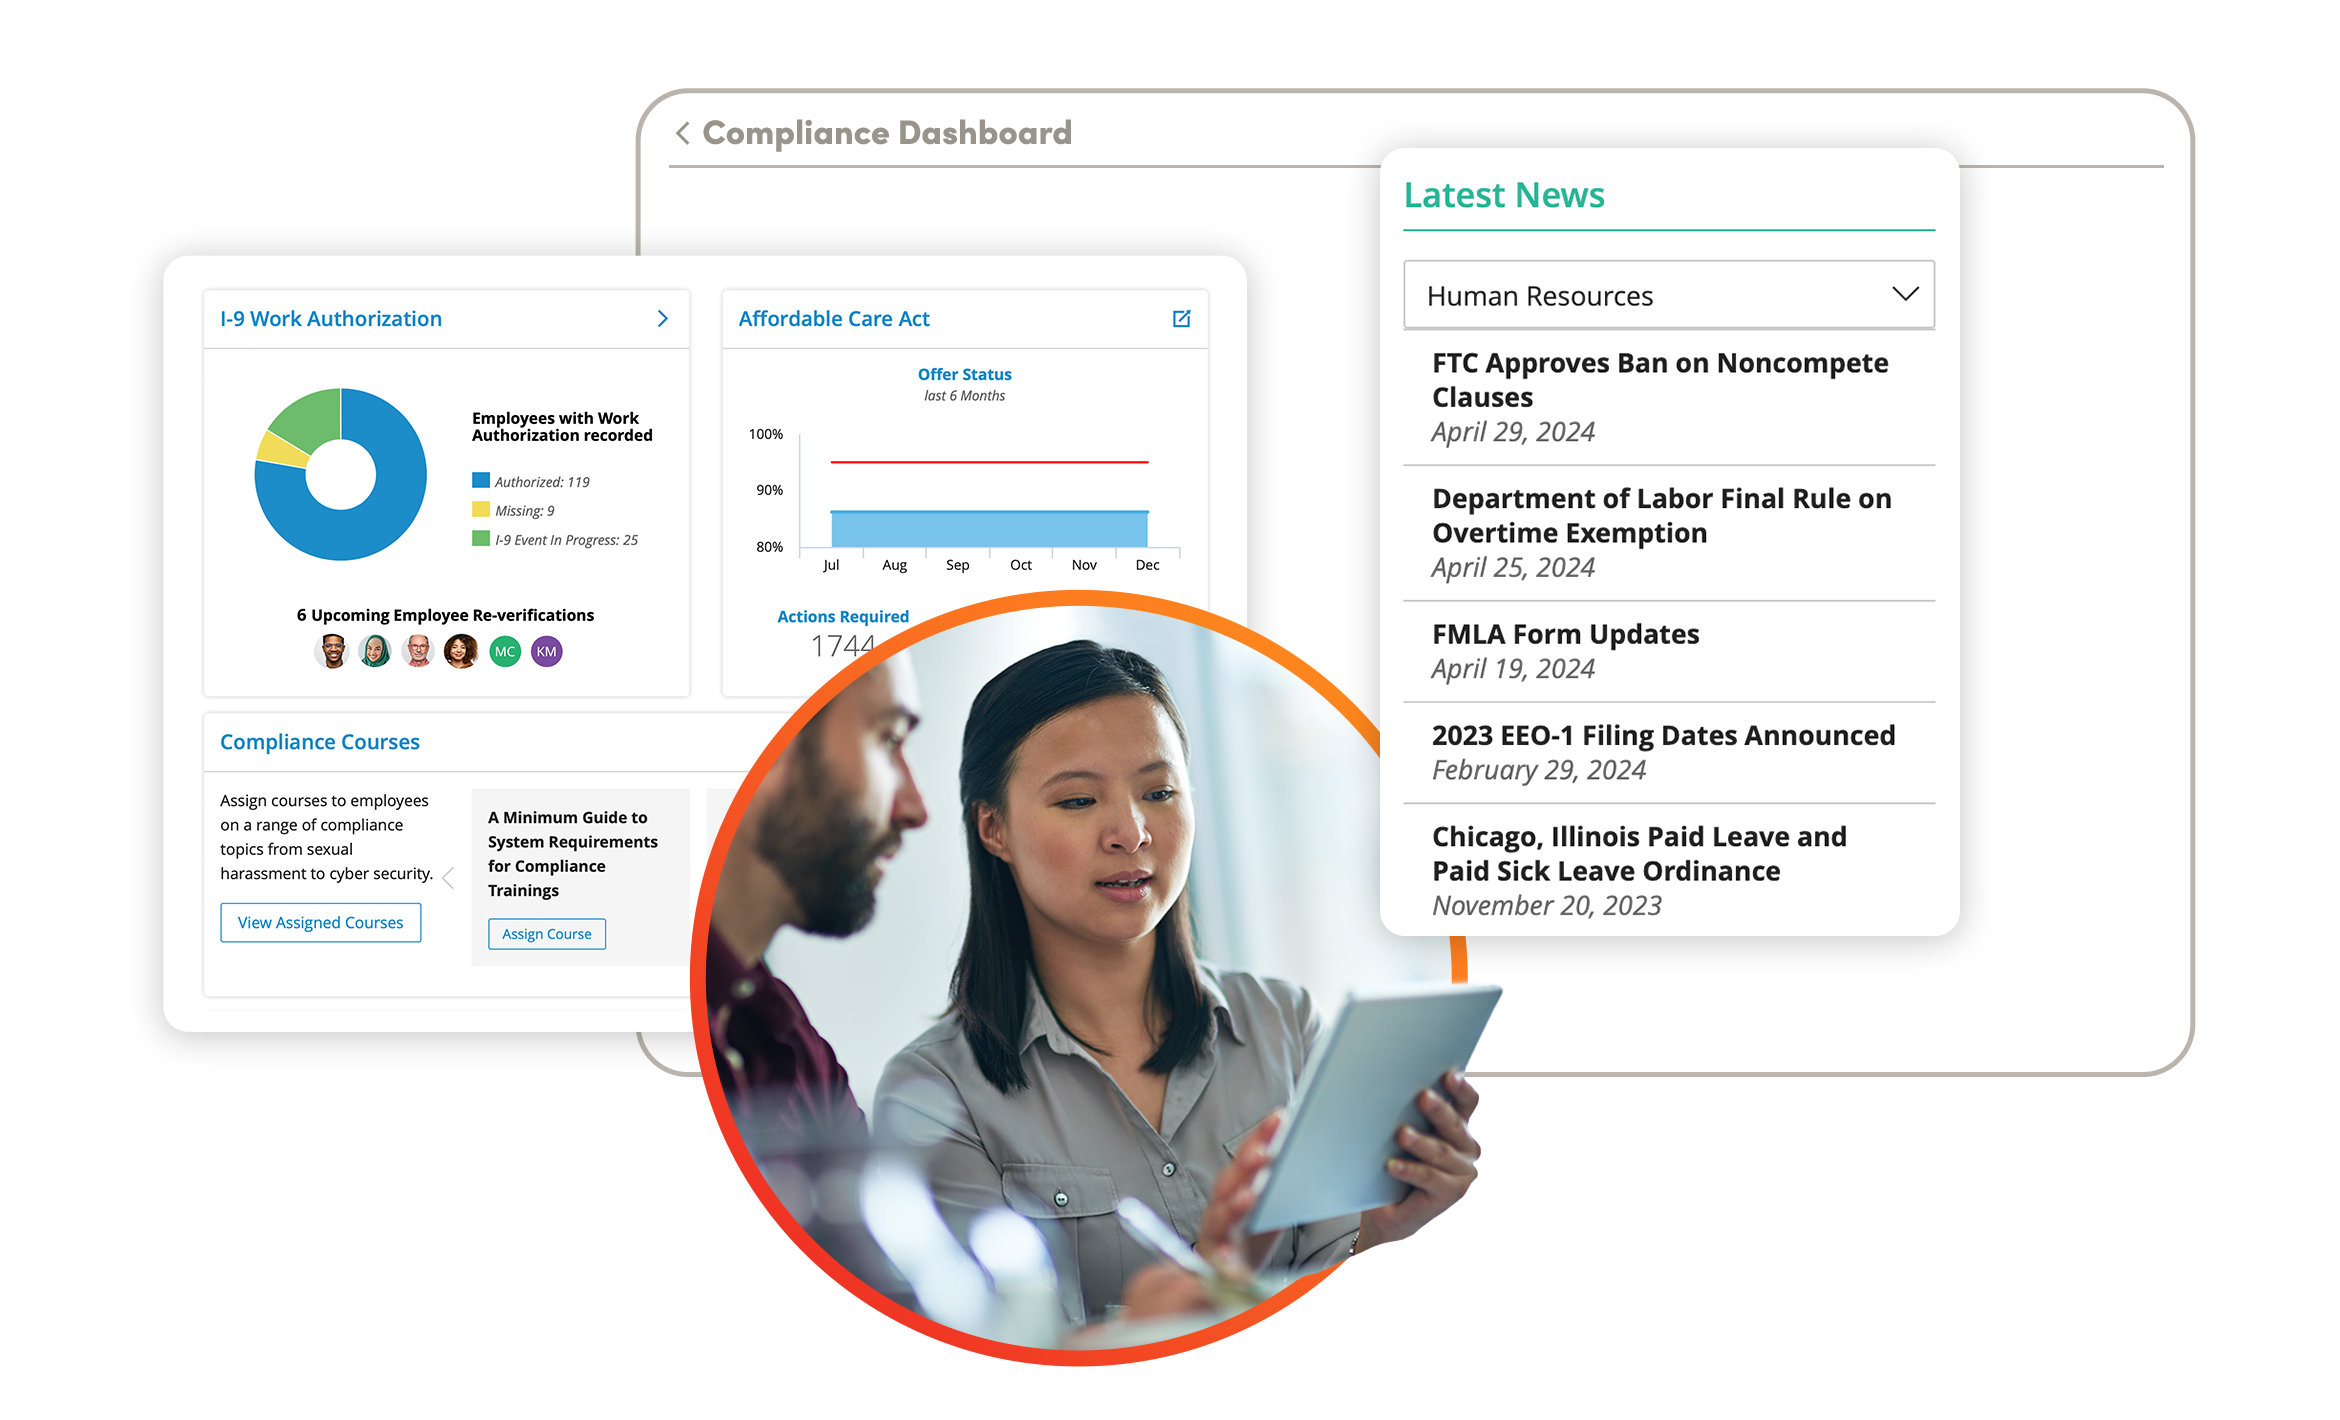 Compliance Dashboard
I-9 Work Authorization
Employees with Work
Authorization recorded
Authorized: 119
Missing: 9
I-9 Event In Progress: 25
6 Upcoming Employee Re-verifications
MC
KM
Affordable Care Act
Offer Status
last 6 Months
100%
90%
80%
Jul Aug Sep Oct Nov Dec
Actions Required
1744
Compliance Courses
Assign courses to employees
on a range of compliance
topics from sexual
harassment to cyber security.
View Assigned Courses
A Minimum Guide to
System Requirements
for Compliance
Trainings
Assign Course
Latest News
Human Resources
FTC Approves Ban on Noncompete
Clauses
April 29, 2024
Department of Labor Final Rule on
Overtime Exemption
April 25, 2024
FMLA Form Updates
April 19, 2024
2023 EEO-1 Filing Dates Announced
February 29, 2024
Chicago, Illinois Paid Leave and
Paid Sick Leave Ordinance
November 20, 2023